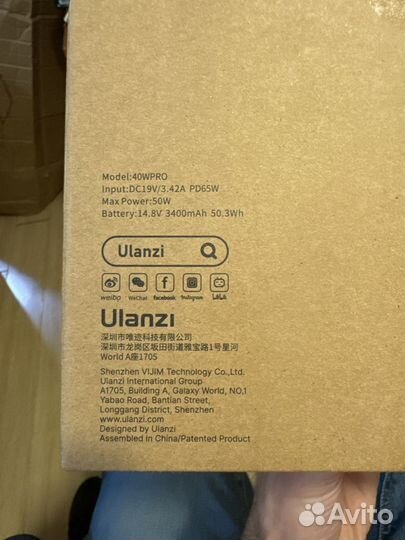 Model:40WPRO
Input:DC19V/3.42A PD65W
Max Power:50W
Battery:14.8V 3400mAh 50.3Wh
Ulanzi
weibo WeChat facebook Instagram LaLa
Ulanzi
深圳市唯迹科技有限公司
深圳市龙岗区坂田街道雅宝路1号星河
World A座1705
Shenzhen VIJIM Technology Co.,Ltd.
Ulanzi International Group
A1705, Building A, Galaxy World, NO.1
Yabao Road, Bantian Street,
Longgang District, Shenzhen
www.ulanzi.com
Designed by Ulanzi
Assembled in China/Patented Product
Avito